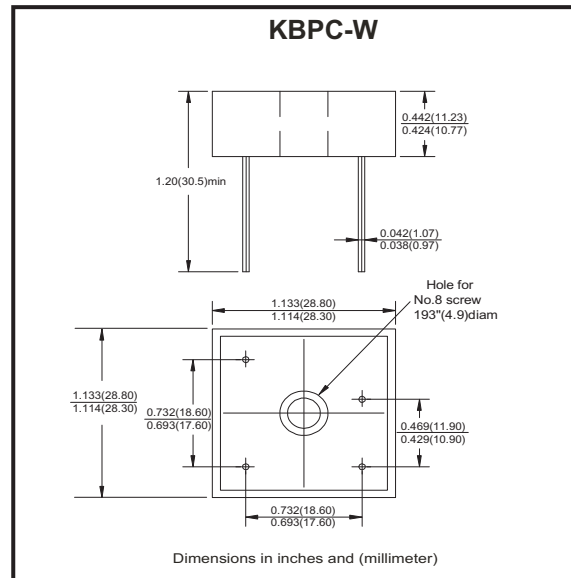 KBPC-W
0.442(11.23)
0.424(10.77)
1.20(30.5)min
0.042(1.07)
0.038(0.97)
Hole for
No.8 screw
193"(4.9)diam
1.133(28.80)
1.114(28.30)
1.133(28.80)
1.114(28.30)
0.732(18.60)
0.693(17.60)
0.469(11.90)
0.429(10.90)
0.732(18.60)
0.693(17.60)
Dimensions in inches and (millimeter)